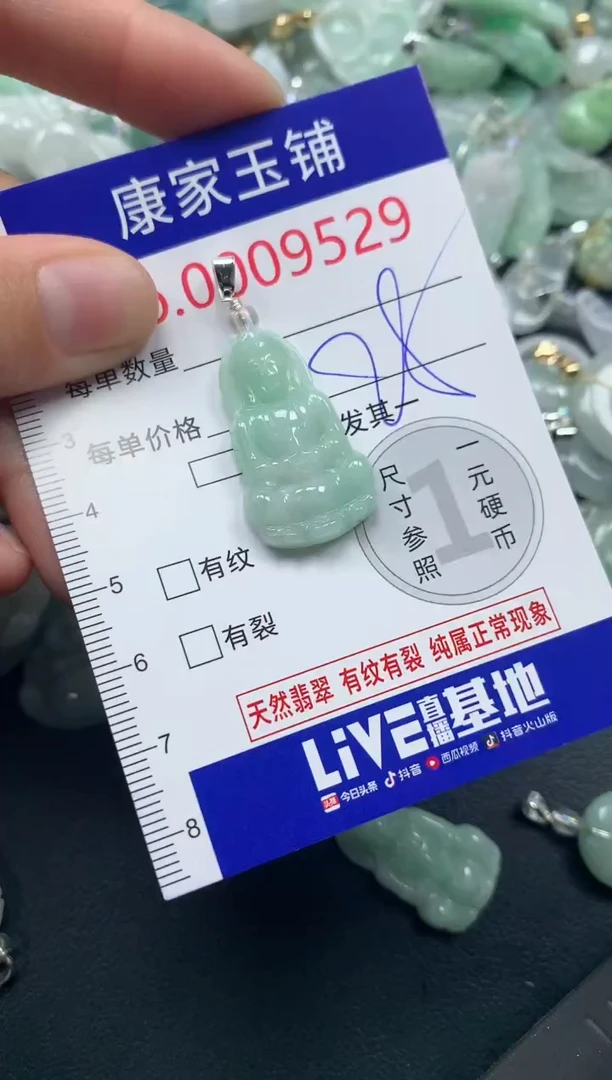 康家玉铺
.0009529
每单数量
每单价格
发其一
一元硬币
尺寸参照
1
有纹
有裂
天然翡翠 有纹有裂 纯属正常现象
LiVE直播基地
头条 今日头条 抖音 西瓜视频 抖音火山版
3
4
5
6
7
8